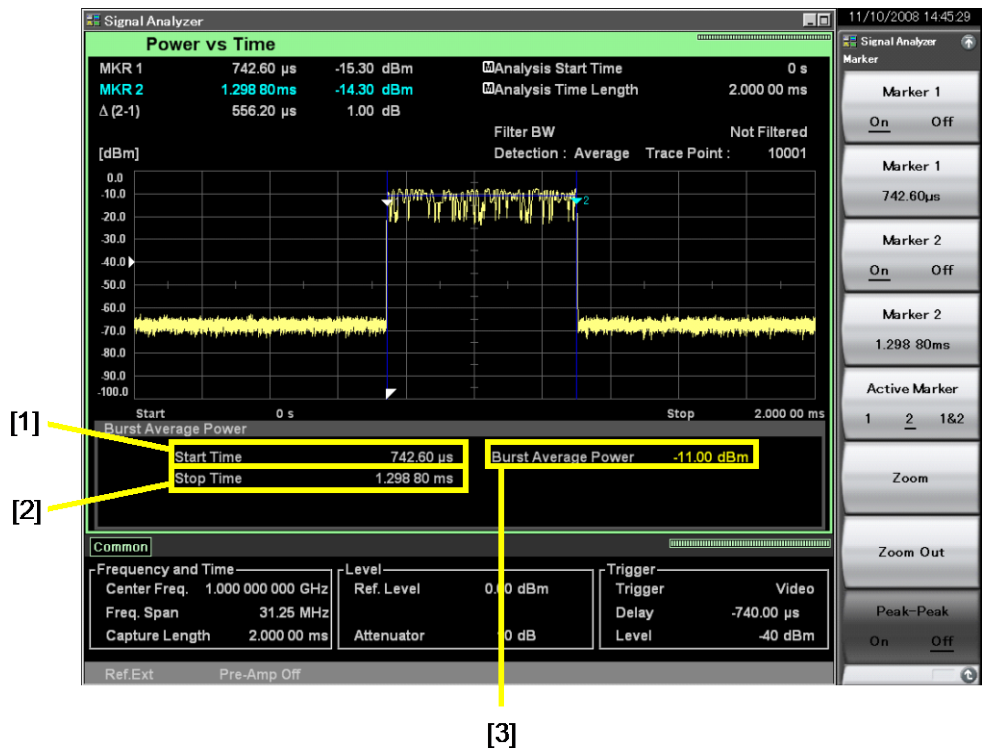 Signal Analyzer
11/10/2008 14:45:29
Power vs Time
MKR 1 742.60 µs -15.30 dBm
MKR 2 1.298 80ms -14.30 dBm
Δ (2-1) 556.20 µs 1.00 dB
M Analysis Start Time 0 s
M Analysis Time Length 2.000 00 ms
Filter BW Not Filtered
Detection : Average Trace Point : 10001
[dBm]
0.0
-10.0
-20.0
-30.0
-40.0
-50.0
-60.0
-70.0
-80.0
-90.0
-100.0
2
Start 0 s Stop 2.000 00 ms
Burst Average Power
[1]
Start Time 742.60 µs
[2]
Stop Time 1.298 80 ms
Burst Average Power -11.00 dBm
[3]
Common
Frequency and Time
Center Freq. 1.000 000 000 GHz
Freq. Span 31.25 MHz
Capture Length 2.000 00 ms
Level
Ref. Level dBm
Attenuator dB
Trigger
Trigger Video
Delay -740.00 µs
Level -40 dBm
Ref.Ext Pre-Amp Off
Signal Analyzer
Marker
Marker 1
On Off
Marker 1
742.60µs
Marker 2
On Off
Marker 2
1.298 80ms
Active Marker
1 2 1&2
Zoom
Zoom Out
Peak-Peak
On Off